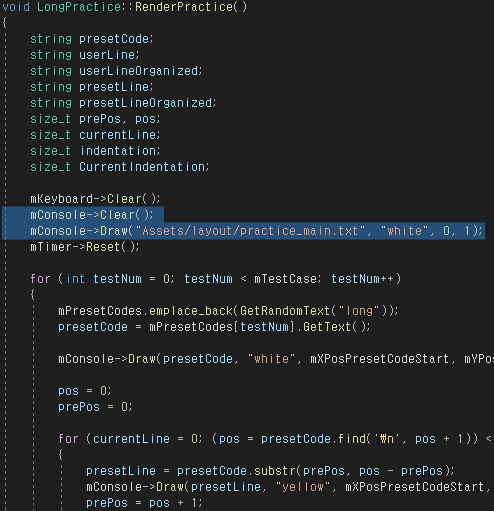 void LongPractice::RenderPractice()
{
string presetCode;
string userLine;
string userLineOrganized;
string presetLine;
string presetLineOrganized;
size_t prePos, pos;
size_t currentLine;
size_t indentation;
size_t CurrentIndentation;
mKeyboard->Clear();
mConsole->Clear();
mConsole->Draw("Assets/layout/practice_main.txt", "white", 0, 1);
mTimer->Reset();
for (int testNum = 0; testNum < mTestCase; testNum++)
{
mPresetCodes.emplace_back(GetRandomText("long"));
presetCode = mPresetCodes[testNum].GetText();
mConsole->Draw(presetCode, "white", mXPosPresetCodeStart, mYPos
pos = 0;
prePos = 0;
for (currentLine = 0; (pos = presetCode.find('₩n', pos + 1)) <
{
presetLine = presetCode.substr(prePos, pos - prePos);
mConsole->Draw(presetLine, "yellow", mXPosPresetCodeStart,
prePos = pos + 1;